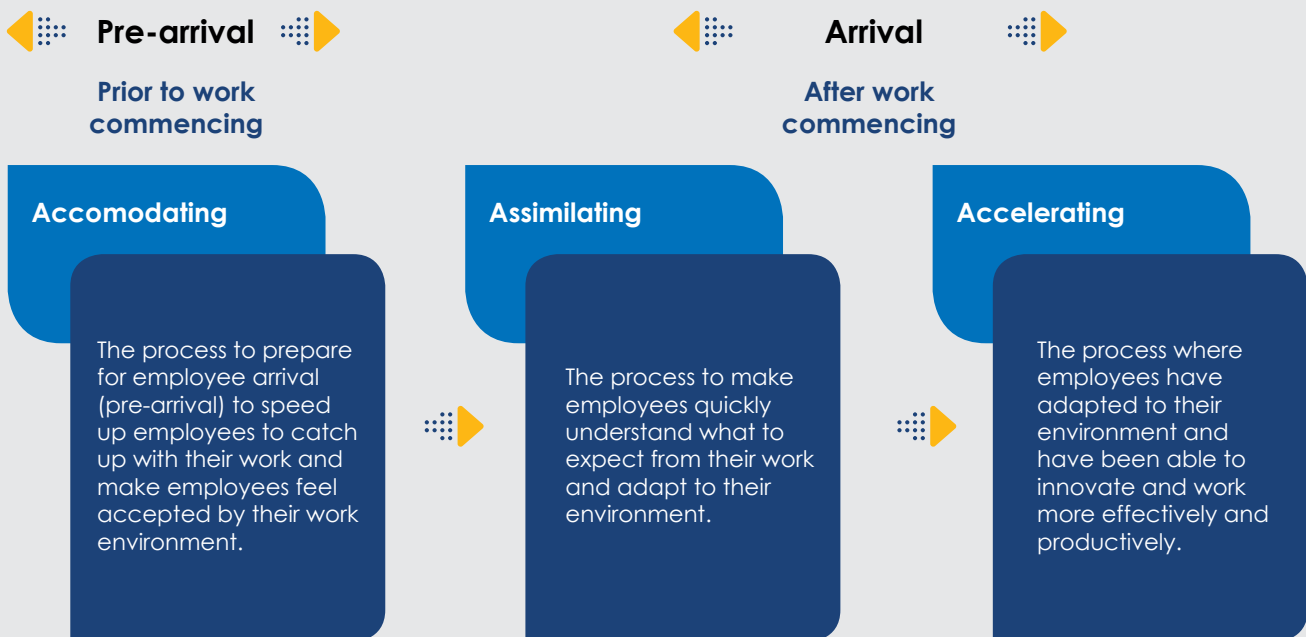 Pre-arrival
Prior to work
commencing
Arrival
After work
commencing
Accomodating
The process to prepare
for employee arrival
(pre-arrival) to speed
up employees to catch
up with their work and
make employees feel
accepted by their work
environment.
Assimilating
The process to make
employees quickly
understand what to
expect from their work
and adapt to their
environment.
Accelerating
The process where
employees have
adapted to their
environment and
have been able to
innovate and work
more effectively and
productively.